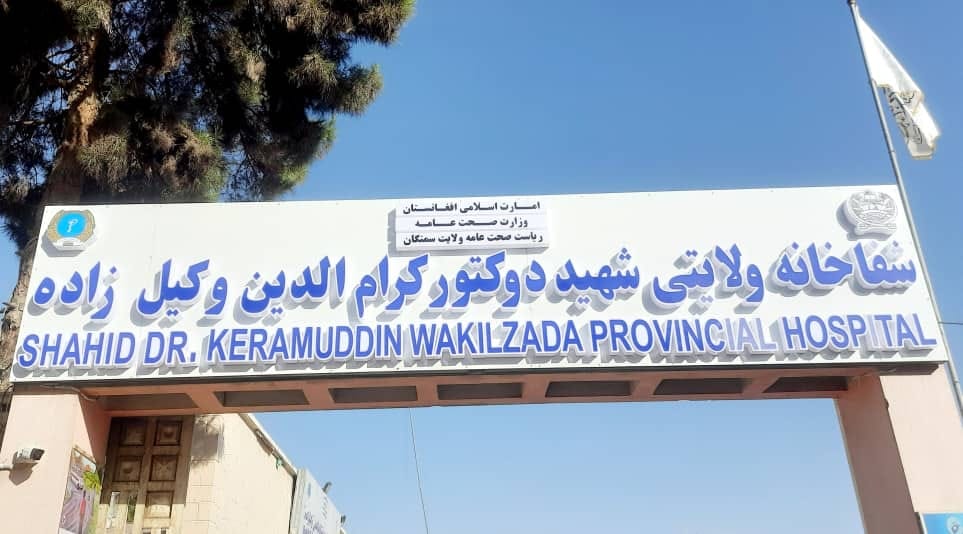 امارت اسلامی افغانستان
وزارت صحت عامه
ریاست صحت عامه ولایت سمنگان
شفاخانه ولایتی شهید دوکتور کرام الدین وکیل زاده
SHAHID DR. KERAMUDDIN WAKILZADA PROVINCIAL HOSPITAL